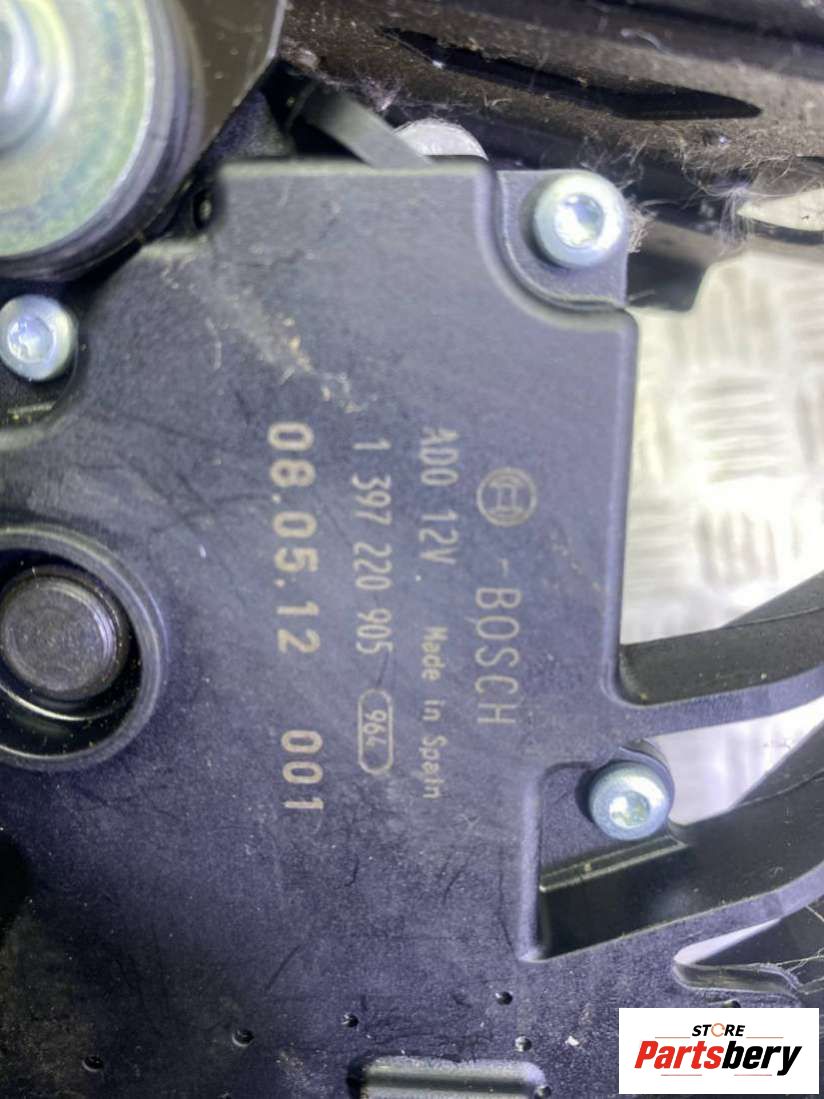 BOSCH
AD0 12V Made in Spain
1 397 220 905 964
08.05.12 001
STORE
Partsbery